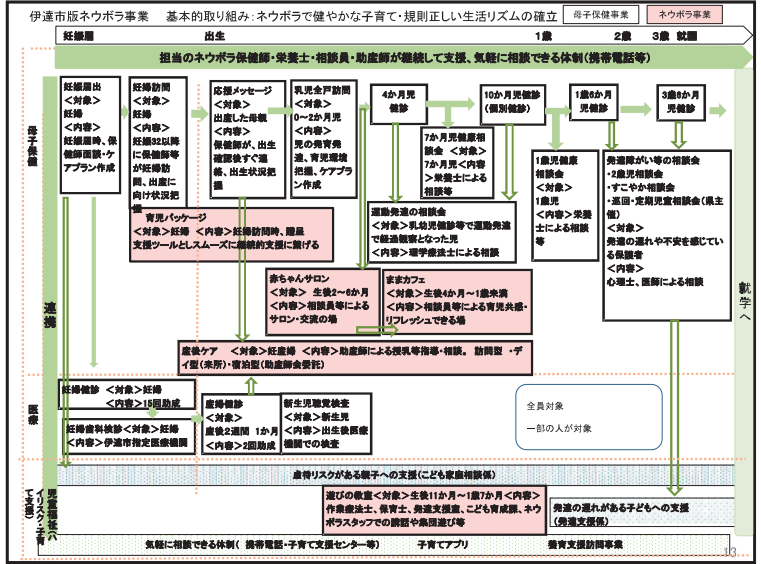 伊達市版ネウボラ事業　基本的取り組み:ネウボラで健やかな子育て・規則正しい生活リズムの確立
母子保健事業
ネウボラ事業
妊娠届
出生
1歳
2歳
3歳
就園
担当のネウボラ保健師・栄養士・相談員・助産師が継続して支援、気軽に相談できる体制(携帯電話等)
母子保健
妊娠届出
<対象>
妊婦
<内容>
妊娠届時、保
健師面談・ケ
アプラン作成
妊婦訪問
<対象>
妊婦
<内容>
妊娠32以降
に保健師等
が妊婦訪
問、出産に
向け状況把
握
応援メッセージ
<対象>
出産した母親
<内容>
保健師が、出生
確認後すぐ連
絡、出生状況把
握
乳児全戸訪問
<対象>
0~2か月児
<内容>
児の発育発
達、育児環境
把握、ケアプラ
ン作成
4か月児
健診
7か月児健康相
談会 <対象>
7か月児<内容
>栄養士による
相談等
10か月児健診
(個別健診)
1歳6か月
児健診
3歳6か月
児健診
1歳児健康
相談会
<対象>
1歳児
<内容>栄養
士による相
談等
発達障がい等の相談会
・2歳児相談会
・すこやか相談会
・巡回・定期児童相談会(県主
催)
<対象>
発達の遅れや不安を感じてい
る保護者
<内容>
心理士、医師による相談
育児パッケージ
<対象>妊婦 <内容>妊婦訪問時、贈呈
支援ツールとしスムーズに継続的支援に繋げる
運動発達の相談会
<対象>乳幼児健診等で運動発達
で経過観察となった児
<内容>理学療法士による相談
赤ちゃんサロン
<対象> 生後2~6か月
<内容>相談員等による
サロン・交流の場
ままカフェ
<対象>生後4か月~1歳未満
<内容>相談員等による育児共感・
リフレッシュできる場
連携
就学へ
産後ケア <対象>妊産婦 <内容>助産師による授乳等指導・相談。訪問型・デ
イ型(来所)・宿泊型(助産師会委託)
医療
妊婦健診 <対象>妊婦
<内容>15回助成
妊婦歯科検診<対象>妊婦
<内容>伊達市指定医療機関
産婦健診
<対象>
産後2週間 1か月
<内容>2回助成
新生児聴覚検査
<対象>新生児
<内容>出生後医療
機関での検査
全員対象
一部の人が対象
児童福祉(ハ
イリスク・子育
て支援)
虐待リスクがある親子への支援(こども家庭相談係)
遊びの教室<対象>生後11か月~1歳7か月<内容>
作業療法士、保育士、発達支援室、こども育成課、ネウ
ボラスタッフでの講話や集団遊び等
発達の遅れがある子どもへの支援
(発達支援係)
気軽に相談できる体制( 携帯電話・子育て支援センター等)
子育てアプリ
養育支援訪問事業
13